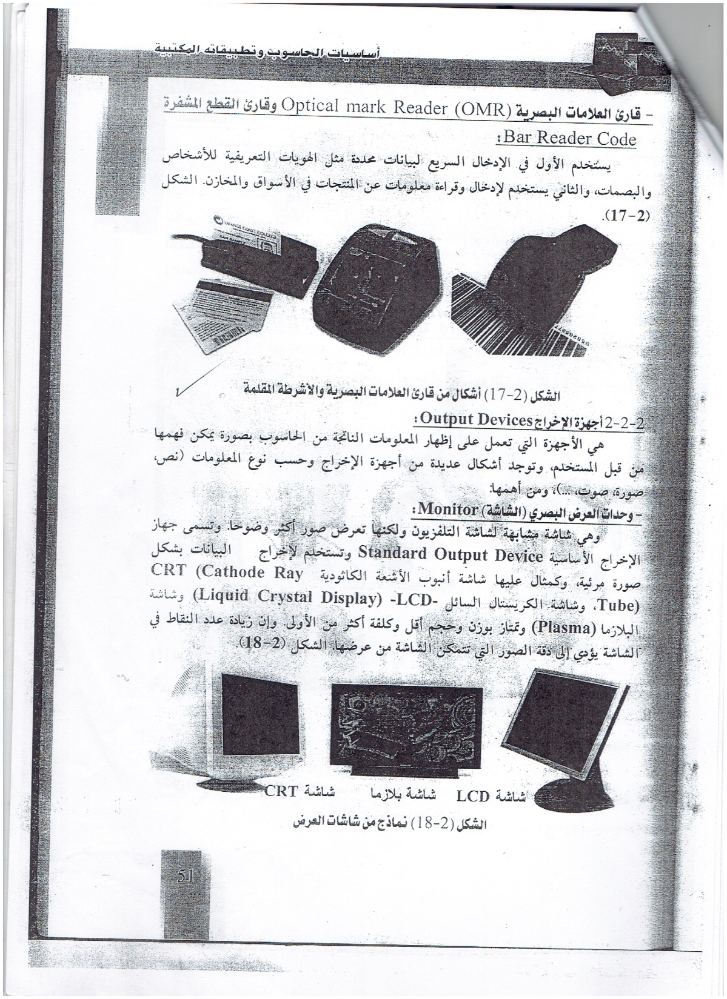 أساسيات الحاسوب وتطبيقاته المكتبية
- قارئ العلامات البصرية Optical mark Reader (OMR) وقارئ القطع المشفرة
Bar Reader Code:
يستخدم الأول في الإدخال السريع لبيانات محددة مثل الهويات التعريفية للأشخاص
والبصمات، والثاني يستخدم لإدخال وقراءة معلومات عن المنتجات في الأسواق والمخازن. الشكل
(2-17).
ORANGE COAST COLLEGE
الشكل (2-17) أشكال من قارئ العلامات البصرية والأشرطة المقلمة
2-2-2 أجهزة الإخراج Output Devices:
هي الأجهزة التي تعمل على إظهار المعلومات الناتجة من الحاسوب بصورة يمكن فهمها
من قبل المستخدم، وتوجد أشكال عديدة من أجهزة الإخراج وحسب نوع المعلومات (نص،
صورة، صوت، ...)، ومن أهمها:
- وحدات العرض البصري (الشاشة) Monitor:
وهي شاشة مشابهة لشاشة التلفزيون ولكنها تعرض صور أكثر وضوحا. وتسمى جهاز
الإخراج الأساسية Standard Output Device وتستخدم لإخراج البيانات بشكل
صورة مرئية، وكمثال عليها شاشة أنبوب الأشعة الكاثودية CRT (Cathode Ray
Tube)، وشاشة الكريستال السائل -LCD- (Liquid Crystal Display) وشاشة
البلازما (Plasma) وتمتاز بوزن وحجم أقل وكلفة أكثر من الأولى. وإن زيادة عدد النقاط في
الشاشة يؤدي إلى دقة الصور التي تتمكن الشاشة من عرضها. الشكل (2-18).
شاشة LCD شاشة بلازما شاشة CRT
الشكل (2-18) نماذج من شاشات العرض
51